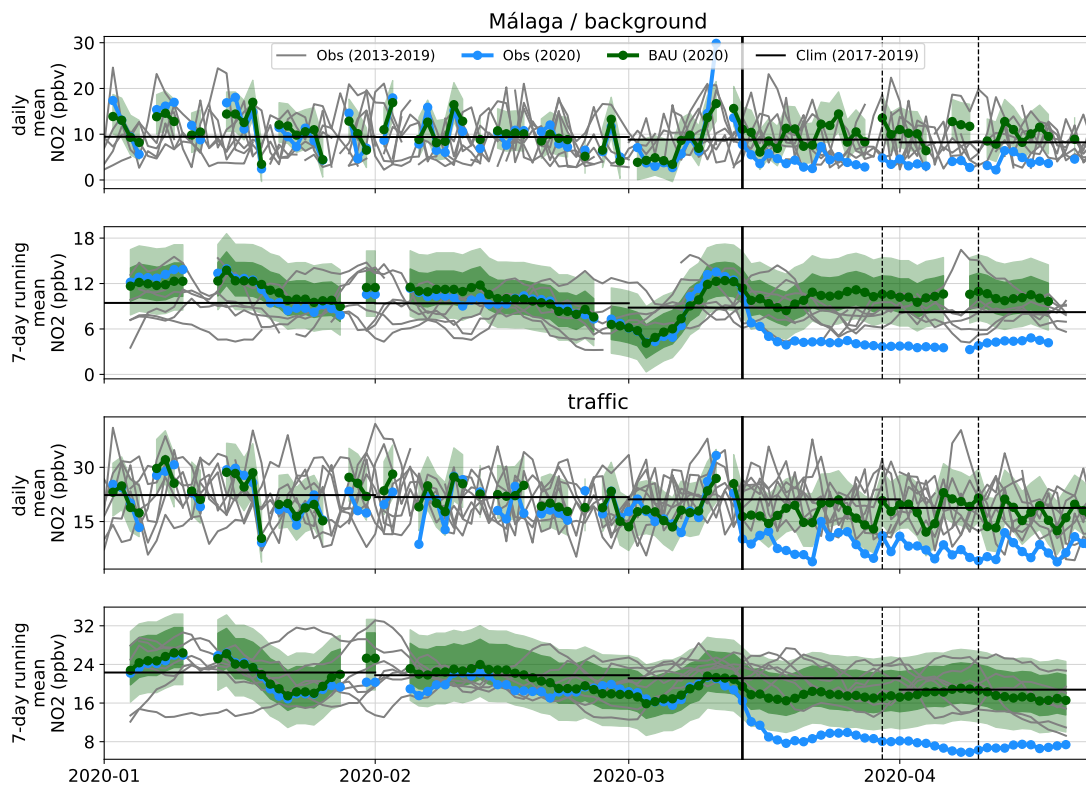 Málaga / background
Obs (2013-2019) Obs (2020) BAU (2020) Clim (2017-2019)
daily
mean
NO2 (ppbv)
30
20
10
0
7-day running
mean
NO2 (ppbv)
18
12
6
0
traffic
daily
mean
NO2 (ppbv)
30
15
7-day running
mean
NO2 (ppbv)
32
24
16
8
2020-01 2020-02 2020-03 2020-04